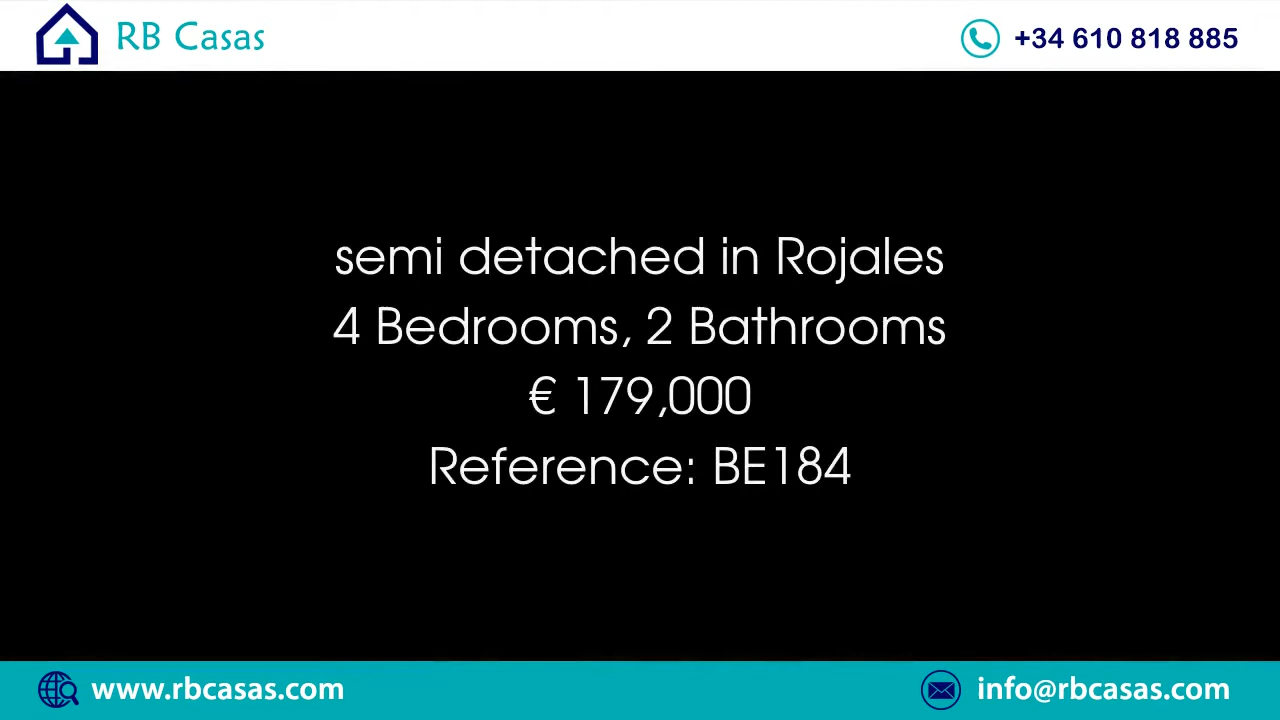 RB Casas
+34 610 818 885
semi detached in Rojales
4 Bedrooms, 2 Bathrooms
€ 179,000
Reference: BE184
www.rbcasas.com
info@rbcasas.com